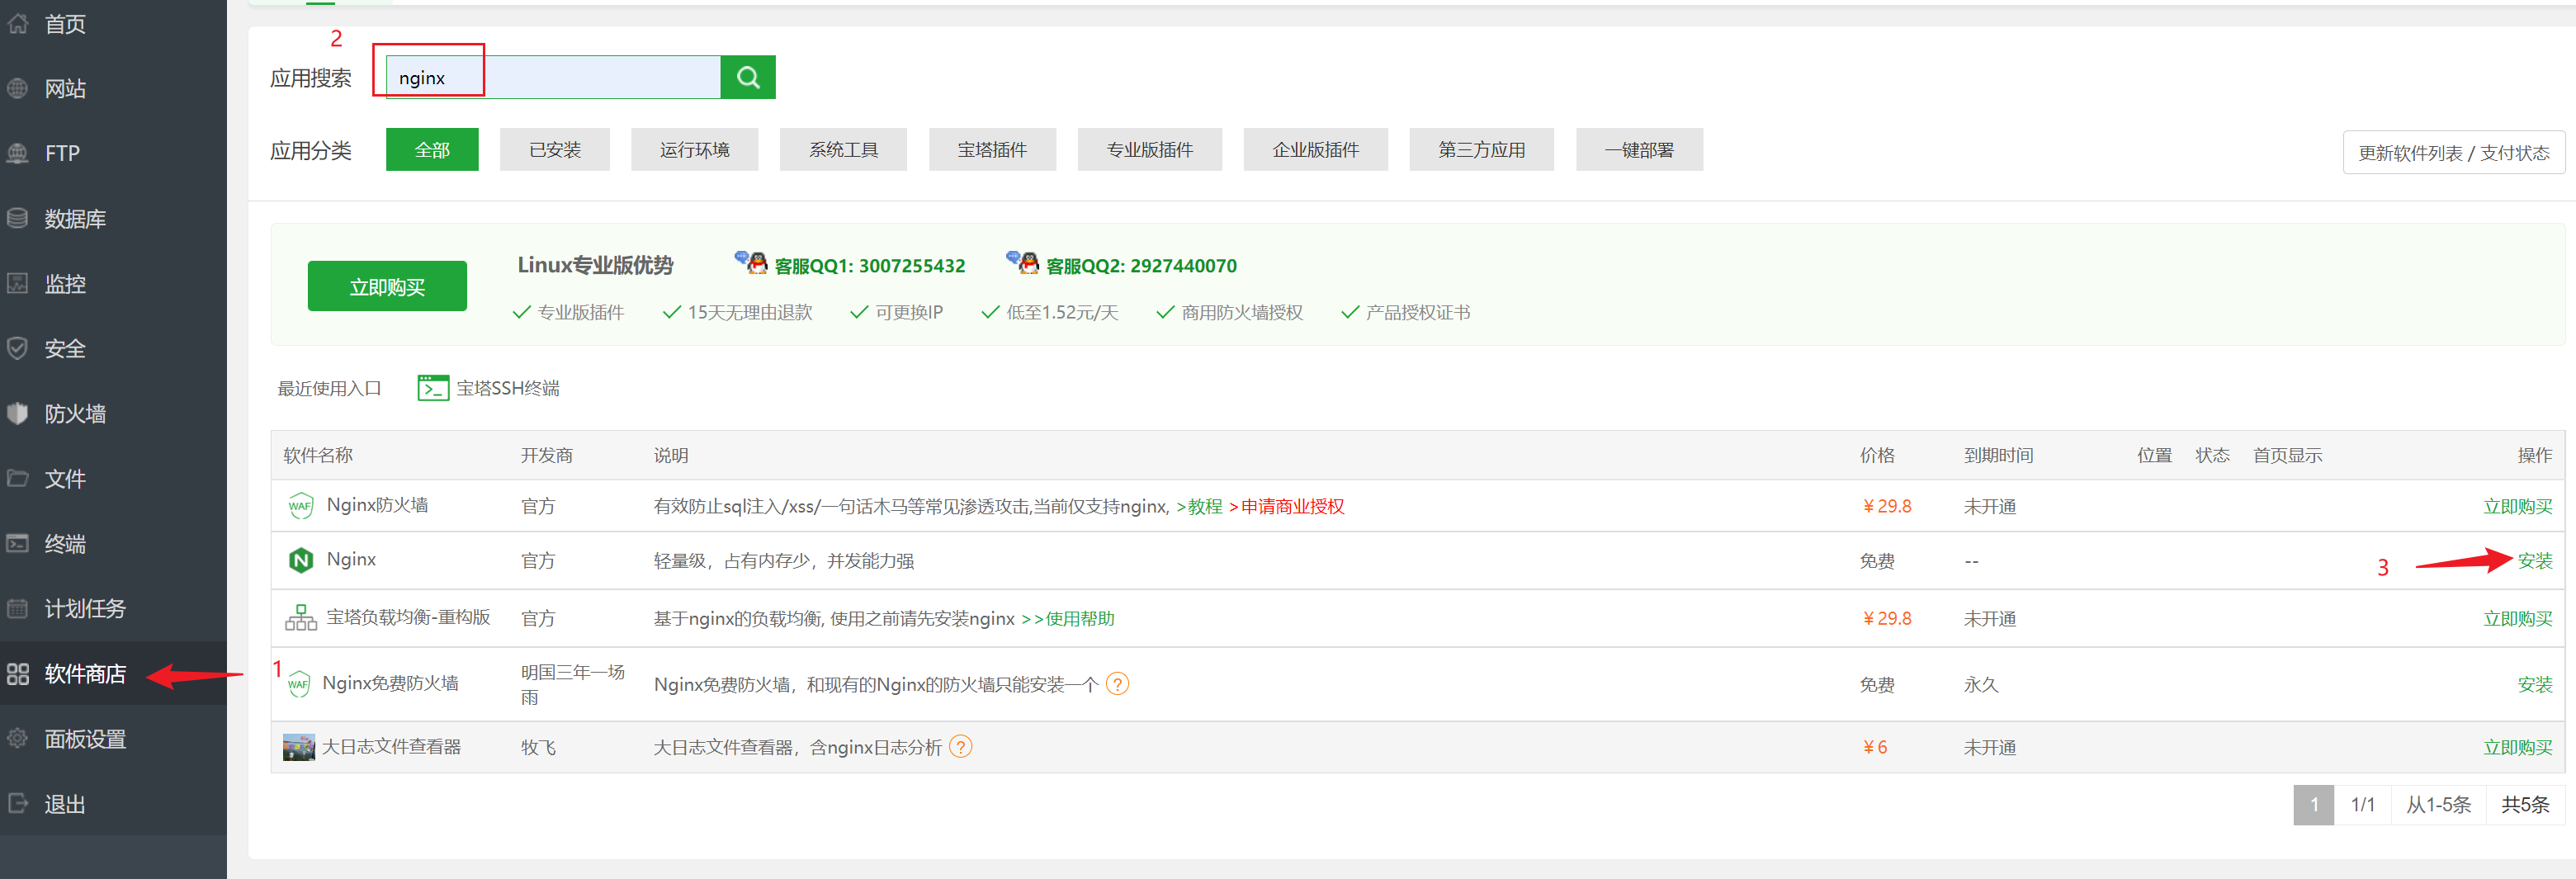 首页
网站
FTP
数据库
监控
安全
防火墙
文件
终端
计划任务
软件商店
面板设置
退出
1
2
应用搜索 nginx
应用分类 全部 已安装 运行环境 系统工具 宝塔插件 专业版插件 企业版插件 第三方应用 一键部署 更新软件列表 / 支付状态
立即购买
Linux专业版优势 客服QQ1: 3007255432 客服QQ2: 2927440070
专业版插件 15天无理由退款 可更换IP 低至1.52元/天 商用防火墙授权 产品授权证书
最近使用入口 宝塔SSH终端
软件名称 开发商 说明 价格 到期时间 位置 状态 首页显示 操作
WAF Nginx防火墙 官方 有效防止sql注入/xss/一句话木马等常见渗透攻击,当前仅支持nginx, >教程 >申请商业授权 ¥29.8 未开通 立即购买
N Nginx 官方 轻量级，占有内存少，并发能力强 免费 -- 3 安装
宝塔负载均衡-重构版 官方 基于nginx的负载均衡, 使用之前请先安装nginx >>使用帮助 ¥29.8 未开通 立即购买
WAF Nginx免费防火墙 明国三年一场雨 Nginx免费防火墙，和现有的Nginx的防火墙只能安装一个 ? 免费 永久 安装
大日志文件查看器 牧飞 大日志文件查看器，含nginx日志分析 ? ¥6 未开通 立即购买
1 1/1 从1-5条 共5条